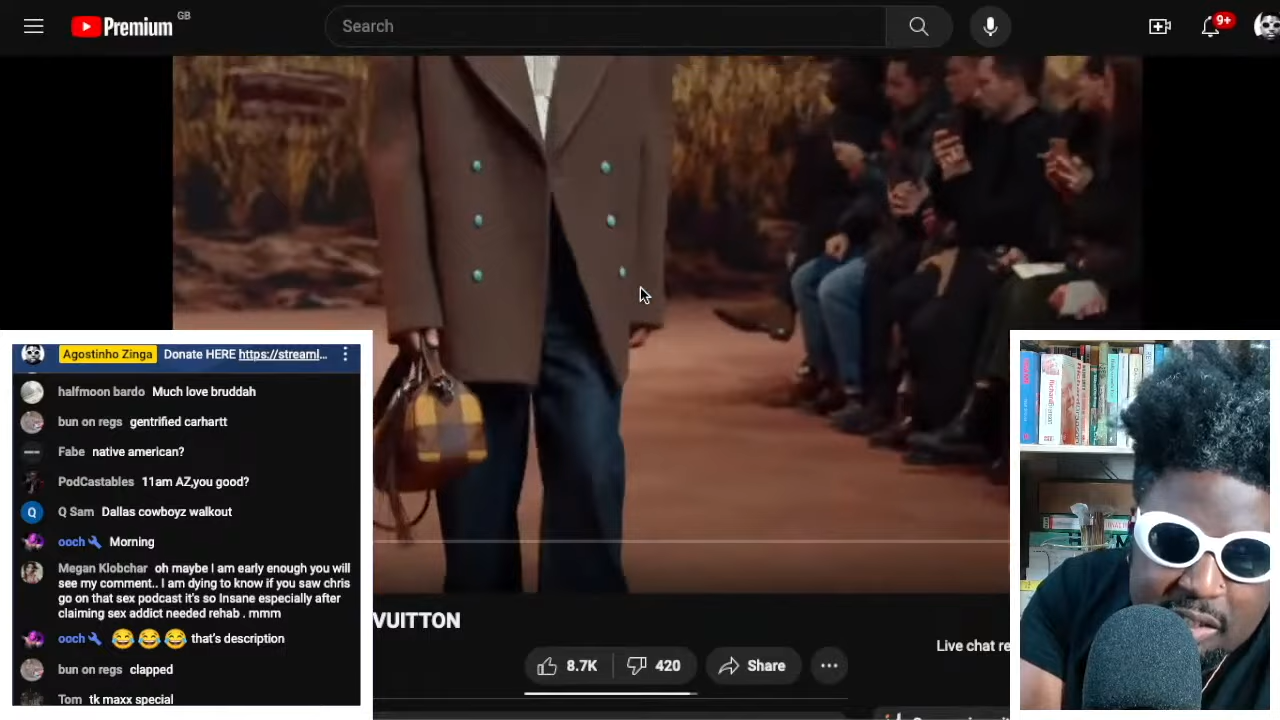 Premium GB
Search
9+
Agostinho Zinga Donate HERE https://streaml...
halfmoon bardo Much love bruddah
bun on regs gentrified carhartt
Fabe native american?
PodCastables 11am AZ,you good?
Q Q Sam Dallas cowboyz walkout
ooch Morning
Megan Klobchar oh maybe I am early enough you will
see my comment.. I am dying to know if you saw chris
go on that sex podcast it's so Insane especially after
claiming sex addict needed rehab . mmm
ooch 😂😂😂 that's description
bun on regs clapped
Tom tk maxx special
VUITTON
Live chat re
8.7K 420 Share